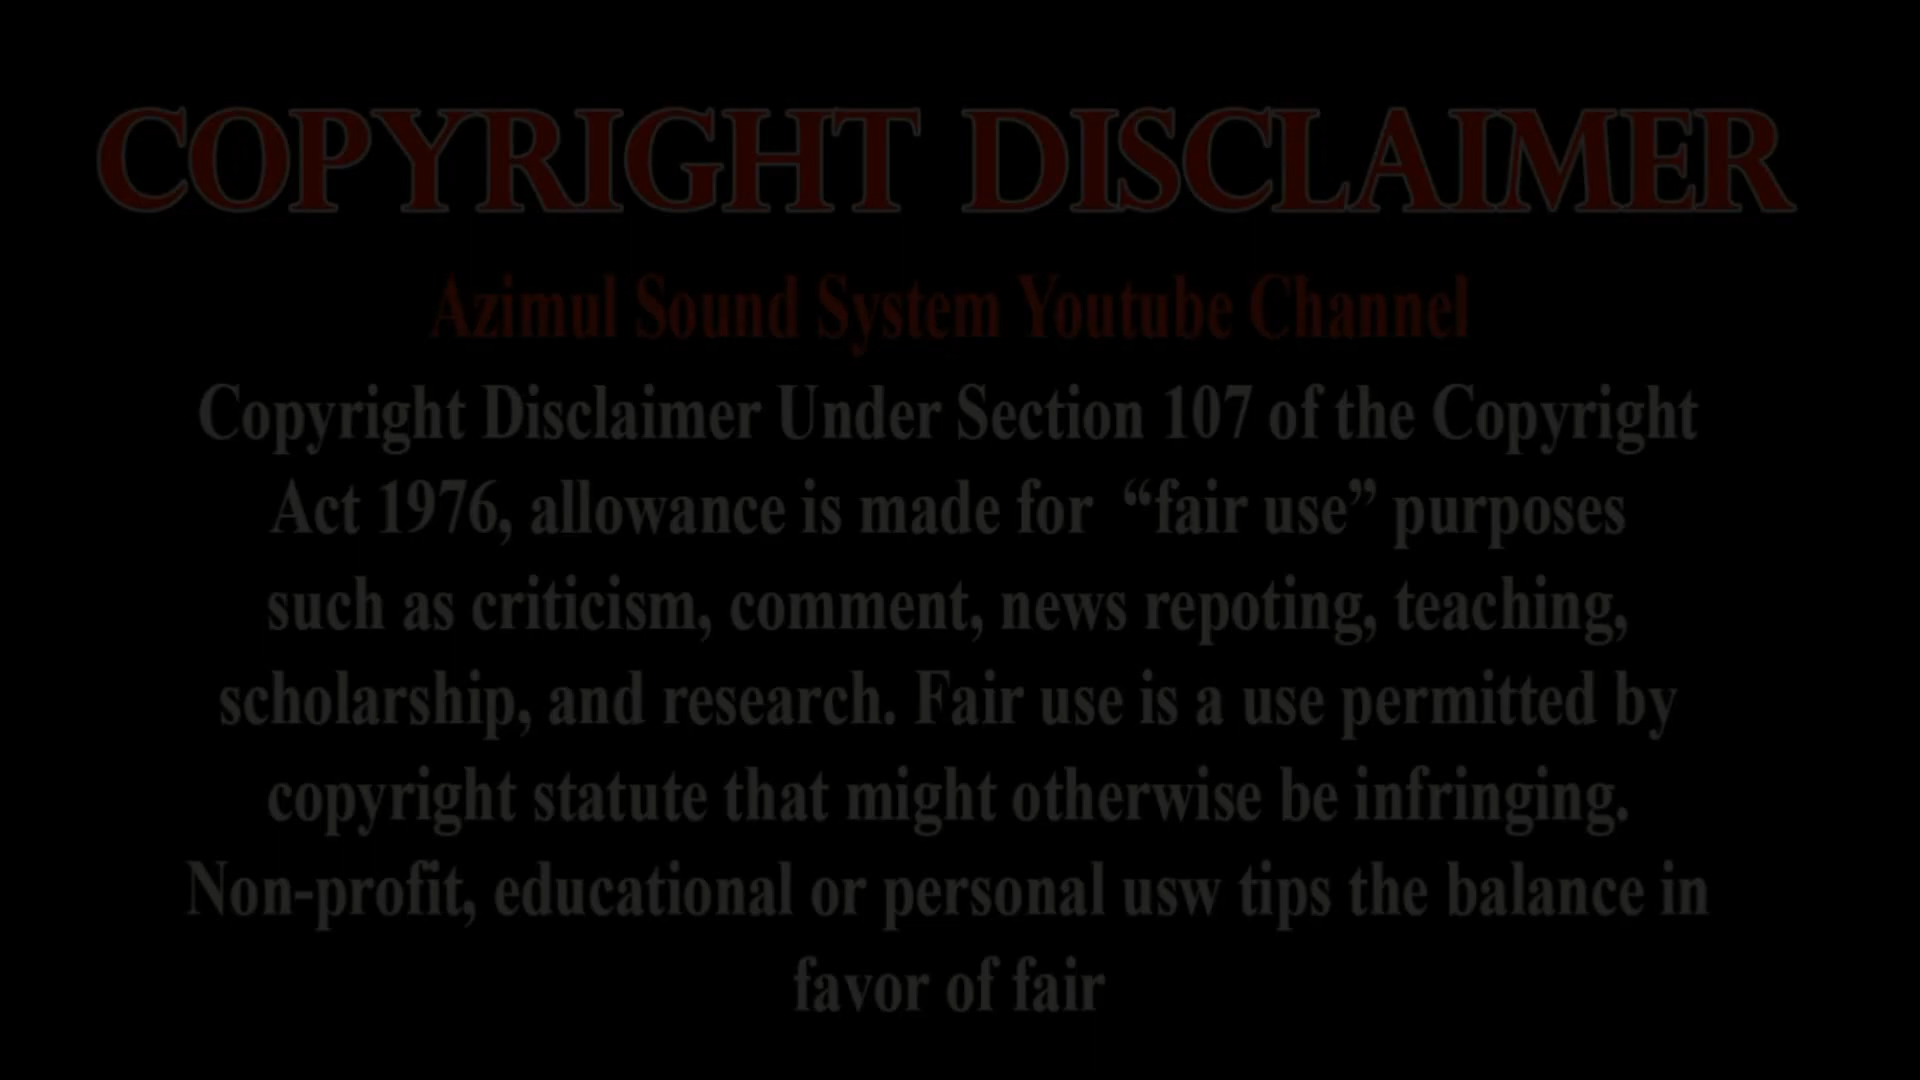 COPYRIGHT DISCLAIMER
Azimul Sound System Youtube Channel
Copyright Disclaimer Under Section 107 of the Copyright
Act 1976, allowance is made for “fair use” purposes
such as criticism, comment, news repoting, teaching,
scholarship, and research. Fair use is a use permitted by
copyright statute that might otherwise be infringing.
Non-profit, educational or personal usw tips the balance in
favor of fair